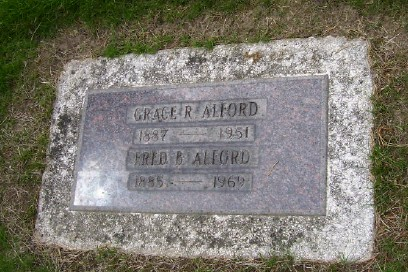 GRACE R ALFORD
1887 — 1951
FRED B ALFORD
1885 — 1969